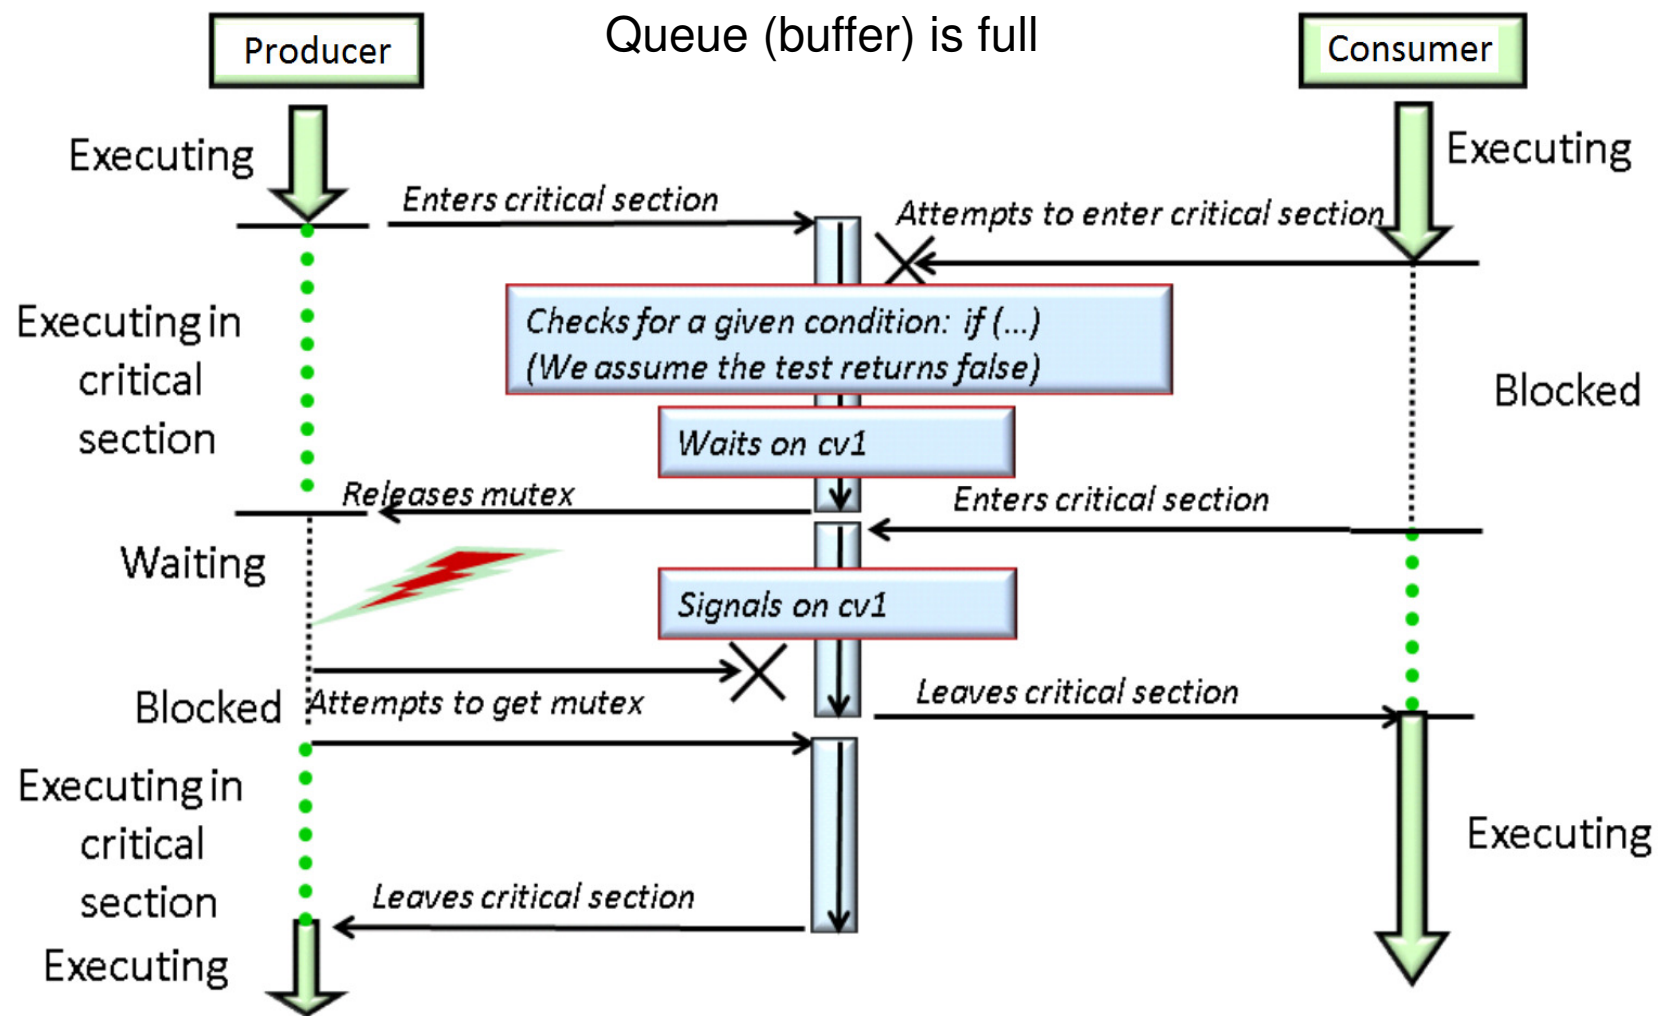 Queue (buffer) is full
Producer
Consumer
Executing
Executing
Enters critical section
Attempts to enter critical section
Executing in
critical
section
Checks for a given condition: if (...)
(We assume the test returns false)
Blocked
Waits on cv1
Releases mutex
Enters critical section
Waiting
Signals on cv1
Blocked
Attempts to get mutex
Leaves critical section
Executing in
critical
section
Executing
Leaves critical section
Executing